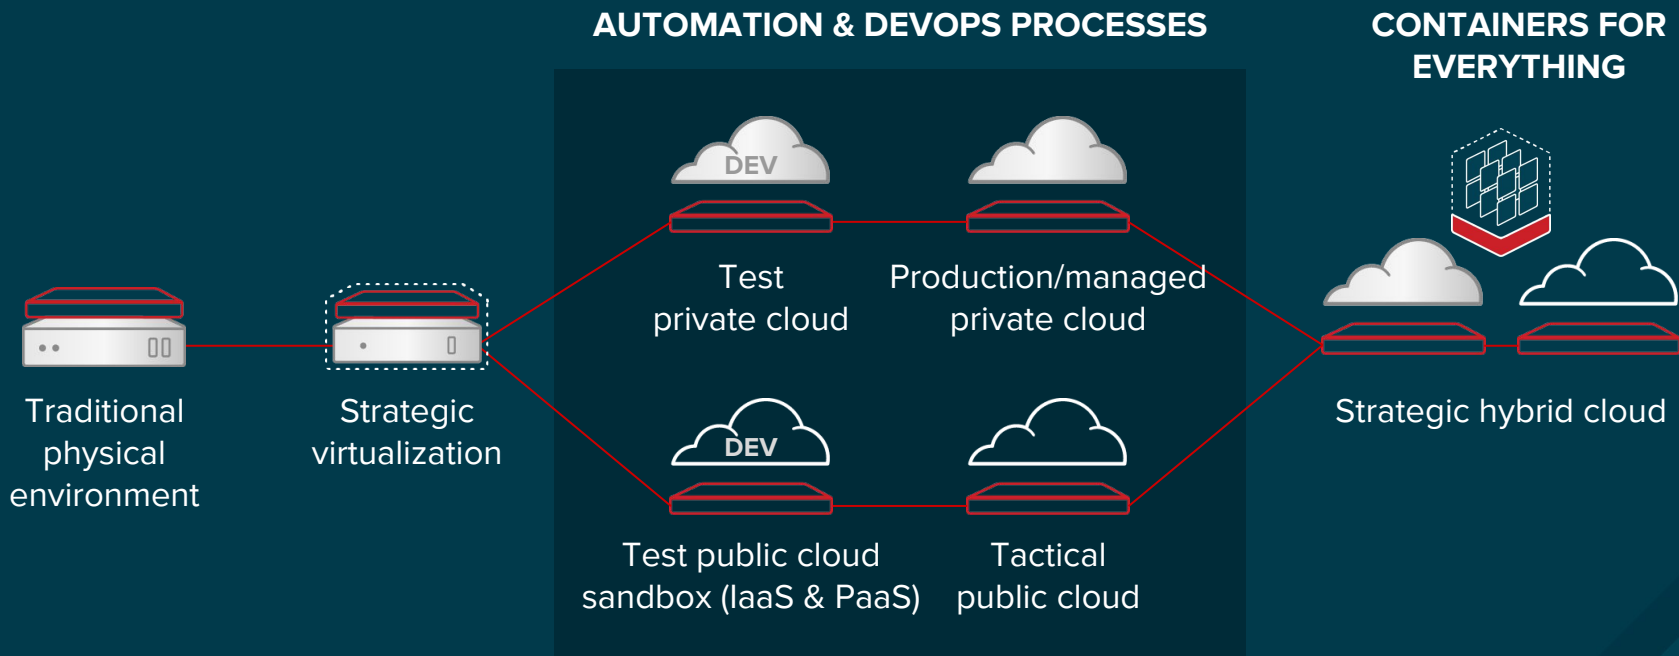 AUTOMATION & DEVOPS PROCESSES
CONTAINERS FOR
EVERYTHING
DEV
Test
private cloud
Production/managed
private cloud
Traditional
physical
environment
Strategic
virtualization
DEV
Test public cloud
sandbox (IaaS & PaaS)
Tactical
public cloud
Strategic hybrid cloud